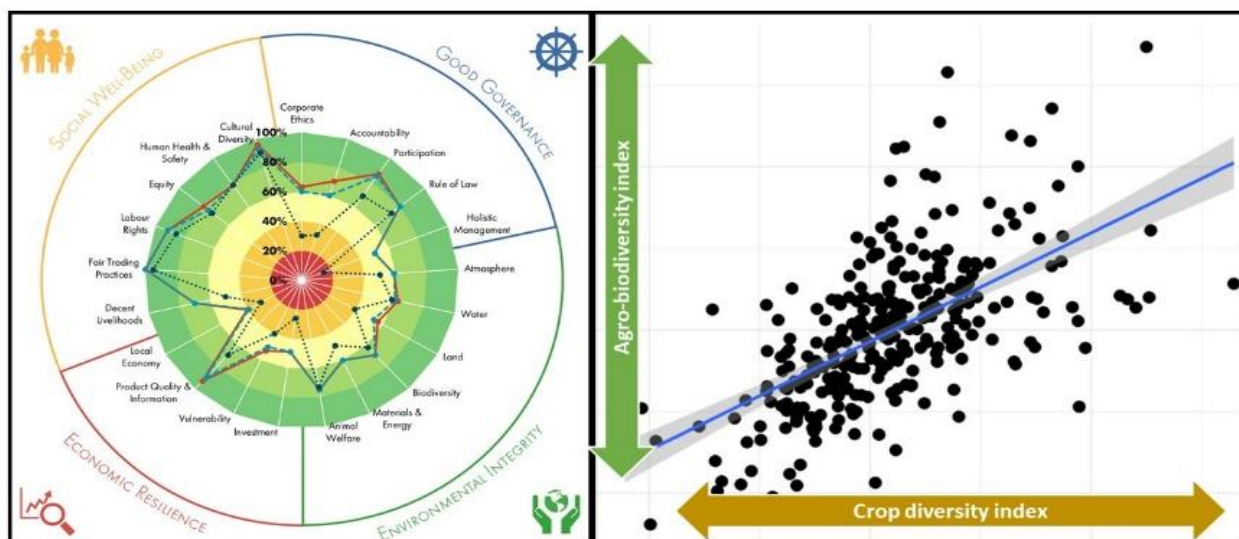 SOCIAL WELL-BEING
GOOD GOVERNANCE
Corporate
Ethics
Accountability
Participation
Rule of Law
Holistic
Management
Atmosphere
Water
Land
Biodiversity
Materials &
Energy
Animal
Welfare
Investment
Vulnerability
Product Quality &
Information
Local
Economy
Decent
Livelihoods
Fair Trading
Practices
Labour
Rights
Equity
Human Health &
Safety
Cultural
Diversity
100%
80%
60%
40%
20%
0%
ECONOMIC RESILIENCE
ENVIRONMENTAL INTEGRITY
Agro-biodiversity index
Crop diversity index